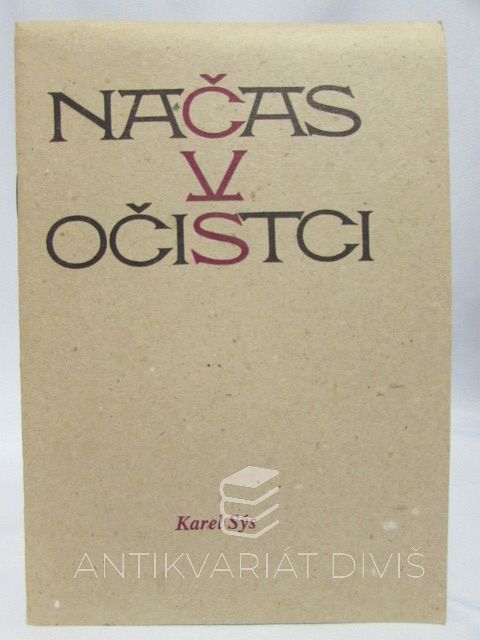 NAČAS
V
OČISTCI
Karel Sýs
ANTIKVARIÁT DIVIŠ